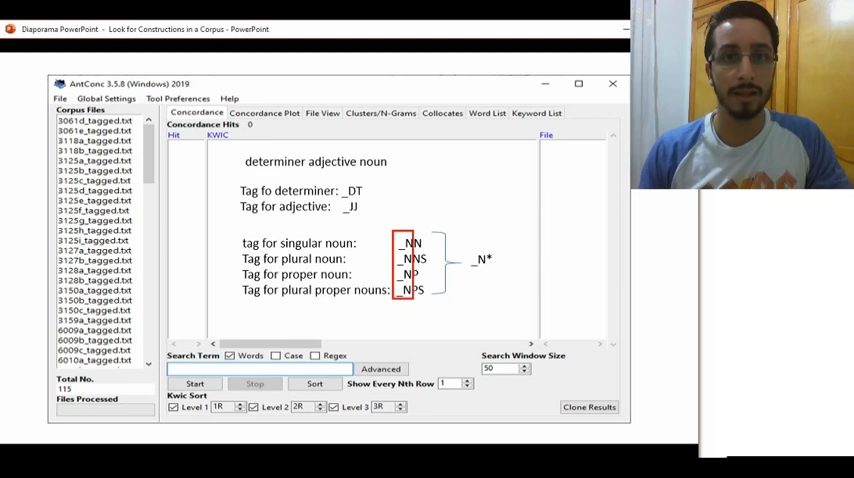 Diaporama PowerPoint - Look for Constructions in a Corpus - PowerPoint
AntConc 3.5.8 (Windows) 2019
File Global Settings Tool Preferences Help
Corpus Files
3061d_tagged.txt
3061e_tagged.txt
3118a_tagged.txt
3118b_tagged.txt
3125a_tagged.txt
3125b_tagged.txt
3125c_tagged.txt
3125d_tagged.txt
3125e_tagged.txt
3125f_tagged.txt
3125g_tagged.txt
3125h_tagged.txt
3125i_tagged.txt
3127a_tagged.txt
3127b_tagged.txt
3128a_tagged.txt
3128b_tagged.txt
3150a_tagged.txt
3150b_tagged.txt
3150c_tagged.txt
3159a_tagged.txt
6009a_tagged.txt
6009b_tagged.txt
6009c_tagged.txt
6010a_tagged.txt
Total No.
115
Files Processed
Concordance Concordance Plot File View Clusters/N-Grams Collocates Word List Keyword List
Concordance Hits 0
Hit KWIC File
determiner adjective noun
Tag fo determiner: _DT
Tag for adjective: _JJ
tag for singular noun: _NN
Tag for plural noun: _NNS
Tag for proper noun: _NP
Tag for plural proper nouns: _NPS
_N*
Search Term Words Case Regex Search Window Size
Advanced 50
Start Stop Sort Show Every Nth Row 1
Kwic Sort
Level 1 1R Level 2 2R Level 3 3R Clone Results